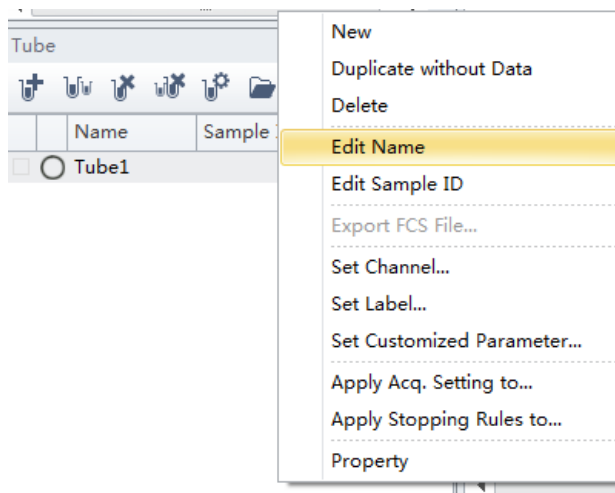 Tube
Name Sample
Tube1
New
Duplicate without Data
Delete
Edit Name
Edit Sample ID
Export FCS File...
Set Channel...
Set Label...
Set Customized Parameter...
Apply Acq. Setting to...
Apply Stopping Rules to...
Property